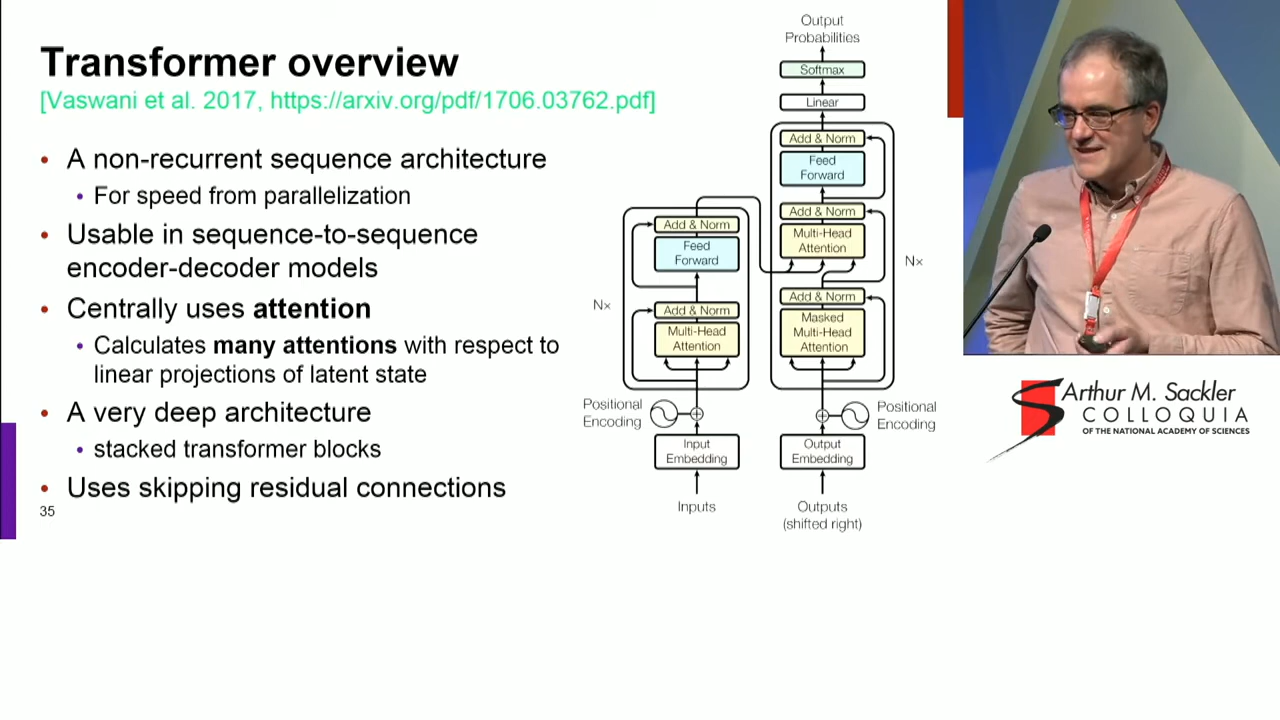 Transformer overview
[Vaswani et al. 2017, https://arxiv.org/pdf/1706.03762.pdf]
• A non-recurrent sequence architecture
• For speed from parallelization
• Usable in sequence-to-sequence
encoder-decoder models
• Centrally uses attention
• Calculates many attentions with respect to
linear projections of latent state
• A very deep architecture
• stacked transformer blocks
• Uses skipping residual connections
35
Output
Probabilities
Softmax
Linear
Add & Norm
Feed
Forward
Add & Norm
Multi-Head
Attention
Nx
Add & Norm
Masked
Multi-Head
Attention
Positional
Encoding
Output
Embedding
Outputs
(shifted right)
Add & Norm
Feed
Forward
Nx
Add & Norm
Multi-Head
Attention
Positional
Encoding
Input
Embedding
Inputs
Arthur M. Sackler
COLLOQUIA
OF THE NATIONAL ACADEMY OF SCIENCES